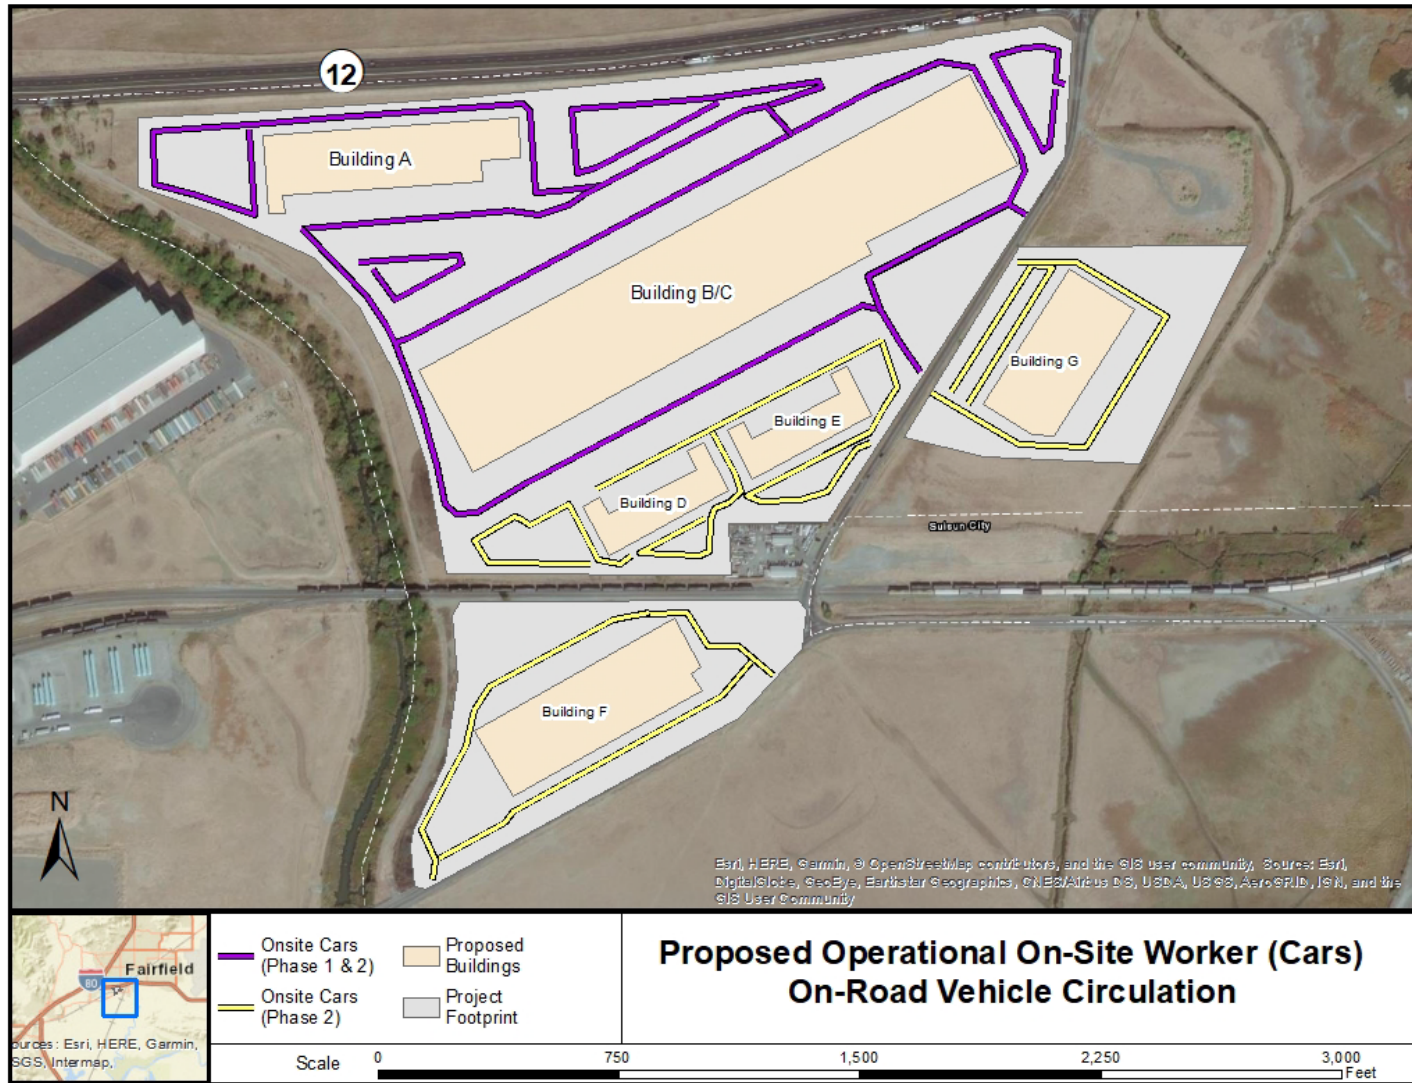 12
Building A
Building B/C
Building G
Building E
Building D
Suisun City
Building F
N
Esri, HERE, Garmin, © OpenStreetMap contributors, and the GIS user community, Source: Esri,
DigitalGlobe, GeoEye, Earthstar Geographics, CNES/Airbus DS, USDA, USGS, AeroGRID, IGN, and the
GIS User Community
Fairfield
80
ources: Esri, HERE, Garmin,
SGS, Intermap,
Onsite Cars
(Phase 1 & 2)
Onsite Cars
(Phase 2)
Proposed
Buildings
Project
Footprint
Proposed Operational On-Site Worker (Cars)
On-Road Vehicle Circulation
Scale
0 750 1,500 2,250 3,000
Feet